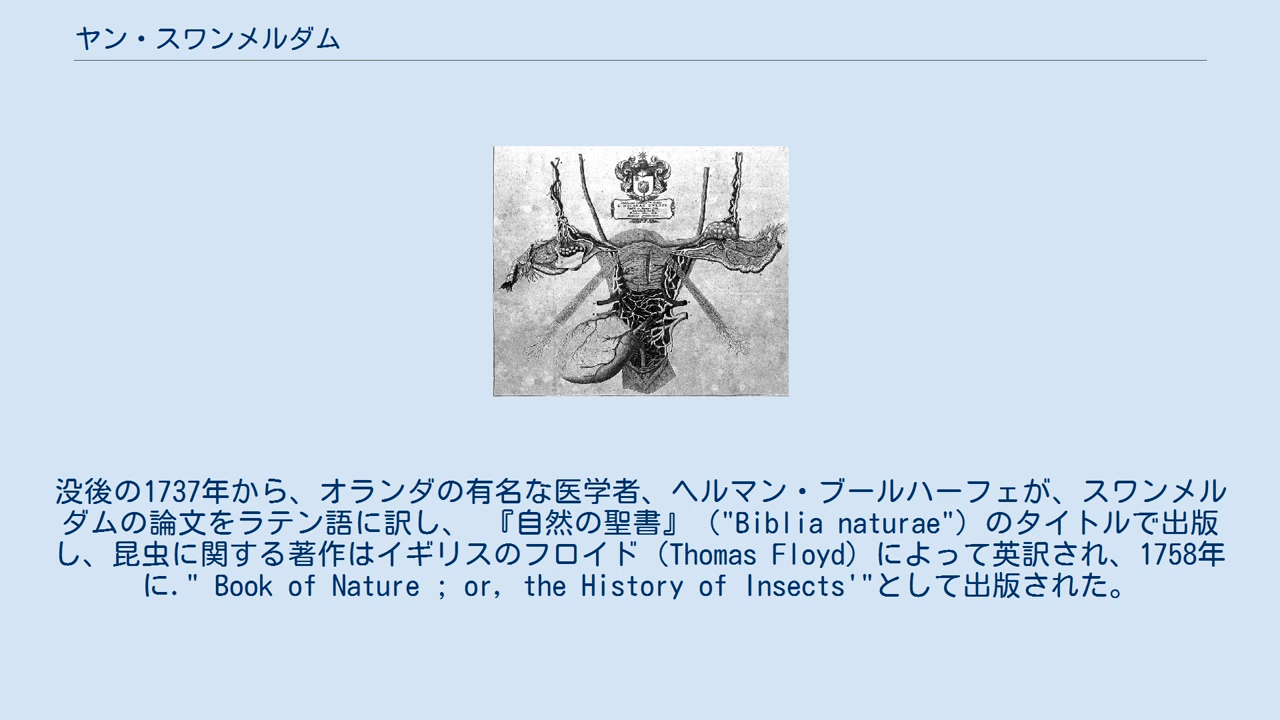 ヤン・スワンメルダム
没後の1737年から、オランダの有名な医学者、ヘルマン・ブールハーフェが、スワンメル
ダムの論文をラテン語に訳し、　『自然の聖書』（"Biblia naturae"）のタイトルで出版
し、昆虫に関する著作はイギリスのフロイド（Thomas Floyd）によって英訳され、1758年
に." Book of Nature ; or, the History of Insects'"として出版された。